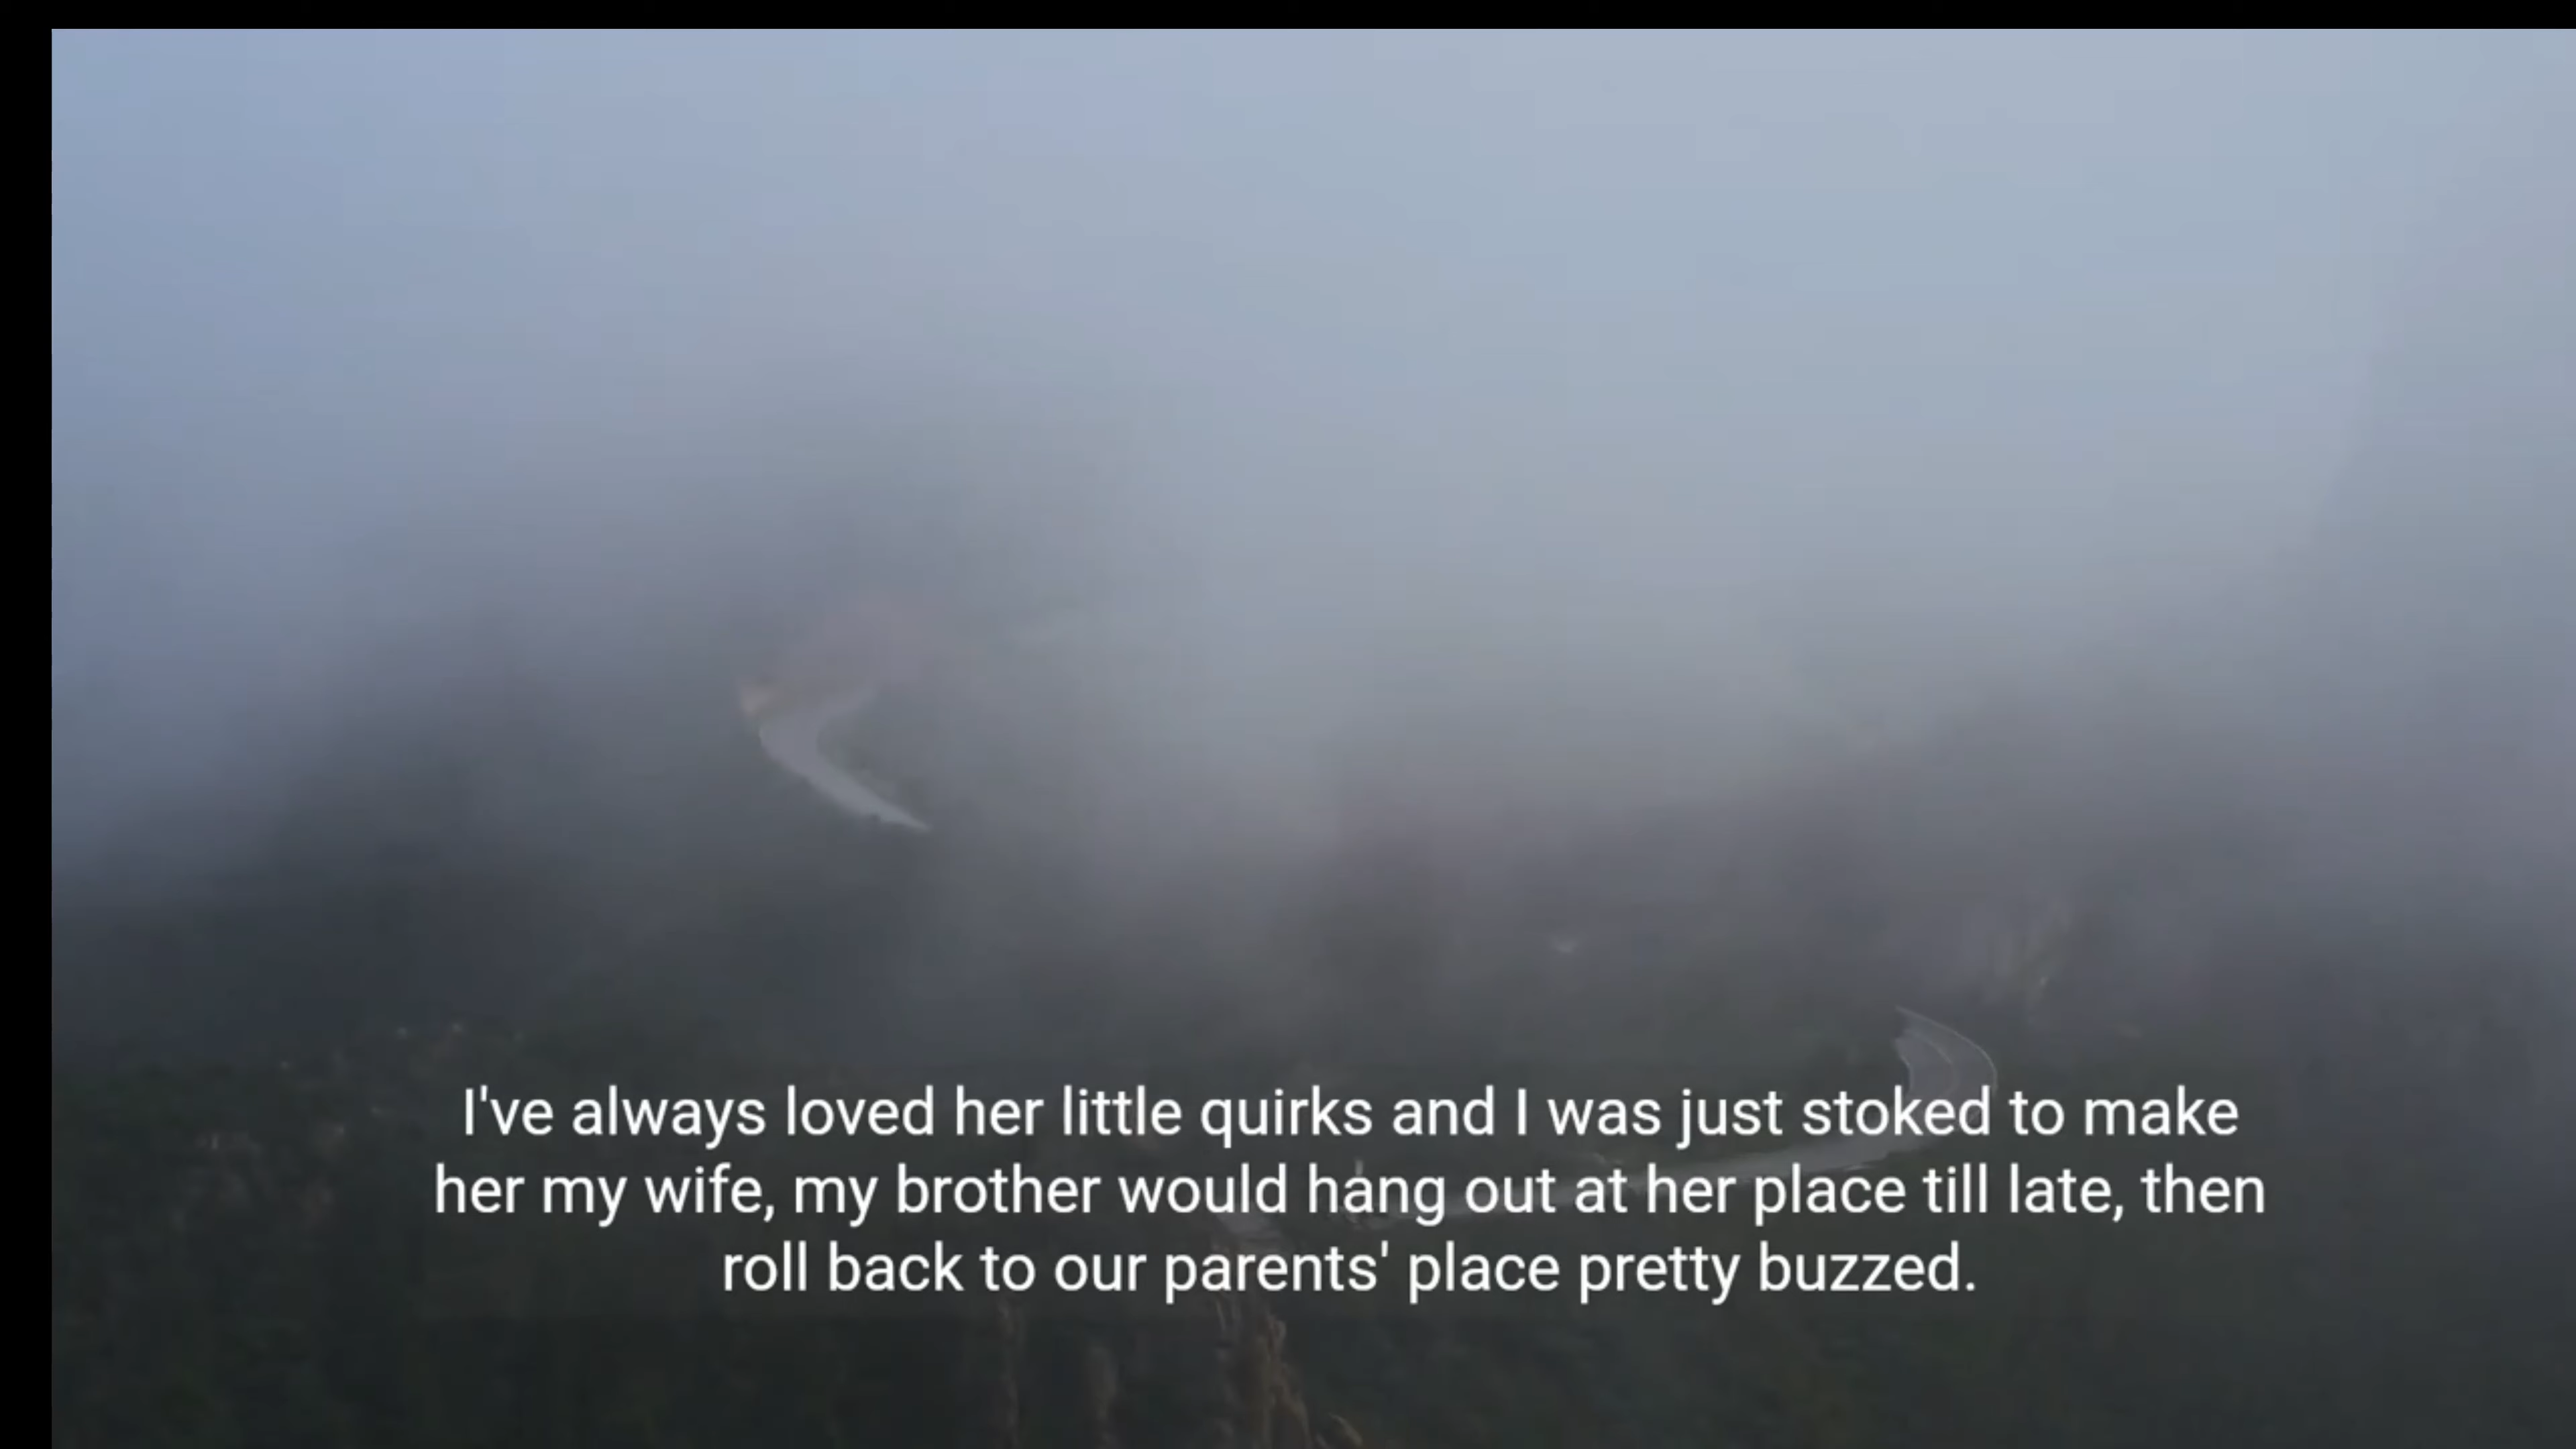 I've always loved her little quirks and I was just stoked to make
her my wife, my brother would hang out at her place till late, then
roll back to our parents' place pretty buzzed.